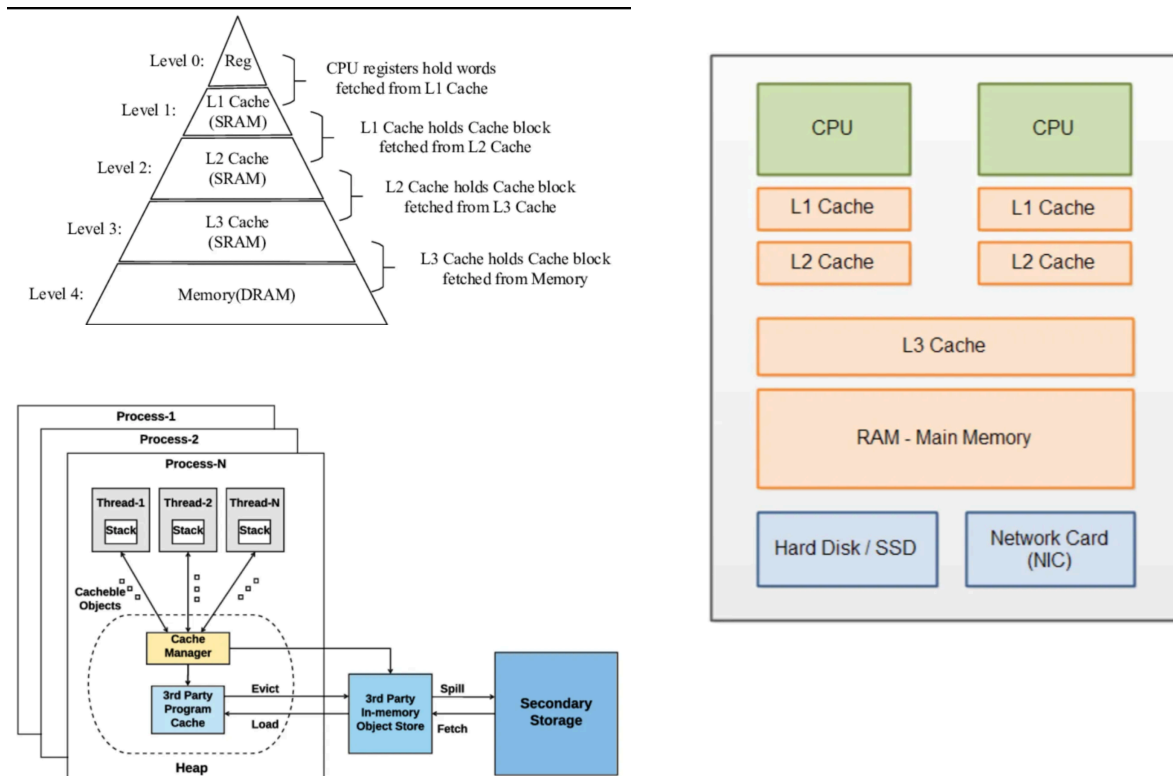 Level 0:
Reg
CPU registers hold words
fetched from L1 Cache
Level 1:
L1 Cache
(SRAM)
L1 Cache holds Cache block
fetched from L2 Cache
Level 2:
L2 Cache
(SRAM)
L2 Cache holds Cache block
fetched from L3 Cache
Level 3:
L3 Cache
(SRAM)
L3 Cache holds Cache block
fetched from Memory
Level 4:
Memory(DRAM)
CPU
CPU
L1 Cache
L1 Cache
L2 Cache
L2 Cache
L3 Cache
RAM - Main Memory
Hard Disk / SSD
Network Card
(NIC)
Process-1
Process-2
Process-N
Thread-1
Thread-2
Thread-N
Stack
Stack
Stack
Cacheble
Objects
Cache
Manager
3rd Party
Program
Cache
Evict
Load
3rd Party
In-memory
Object Store
Spill
Fetch
Secondary
Storage
Heap